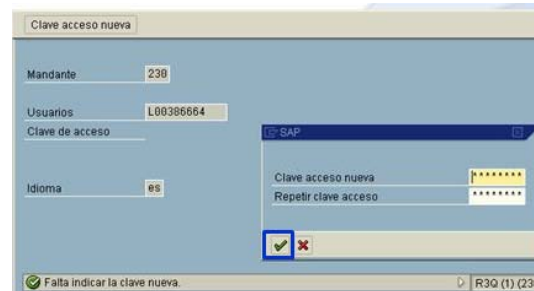 Clave acceso nueva
Mandante 230
Usuarios L00386664
Clave de acceso
Idioma es
SAP
Clave acceso nueva ********
Repetir clave acceso ********
Falta indicar la clave nueva.
R3Q (1) (23